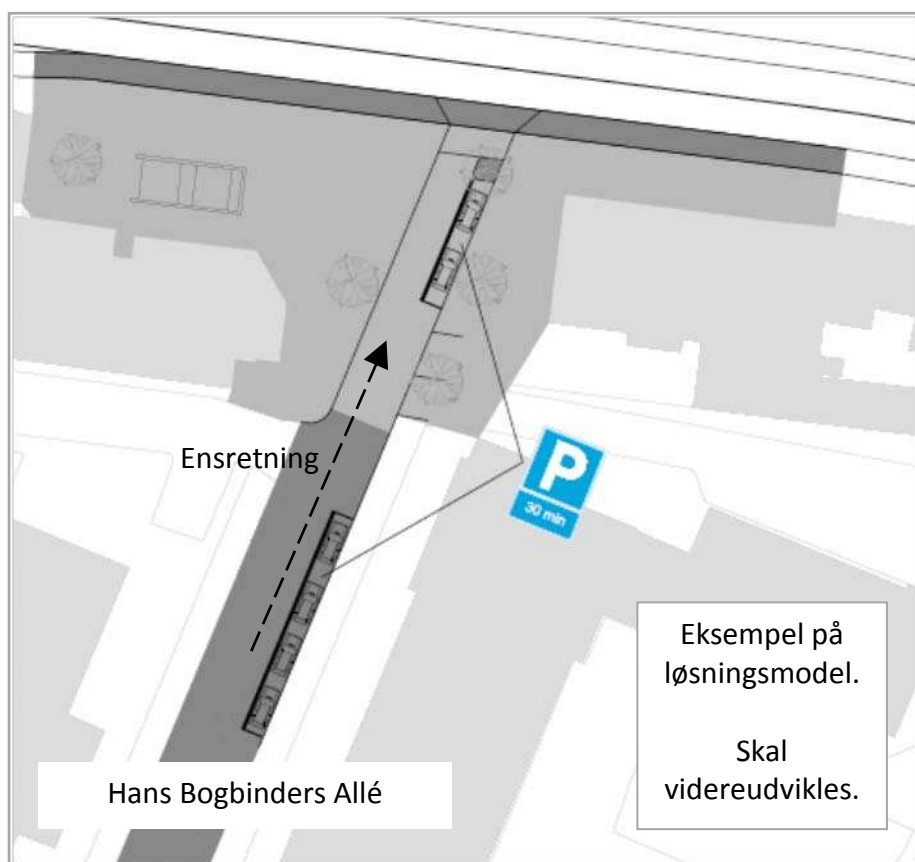 Ensretning
P
30 min
Eksempel på
løsningsmodel.
Skal
videreudvikles.
Hans Bogbinders Allé